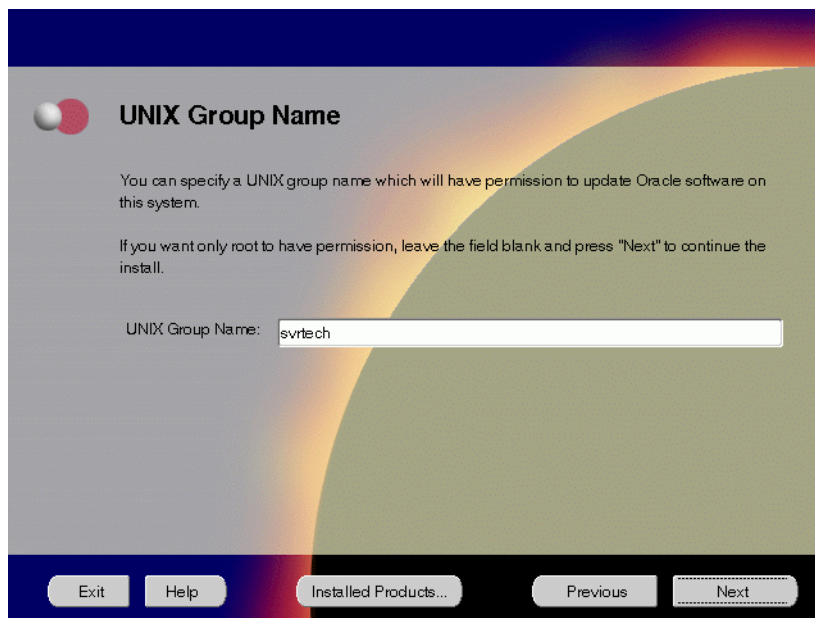 UNIX Group Name
You can specify a UNIX group name which will have permission to update Oracle software on
this system.
If you want only root to have permission, leave the field blank and press "Next" to continue the
install.
UNIX Group Name: svrtech
Exit Help Installed Products... Previous Next